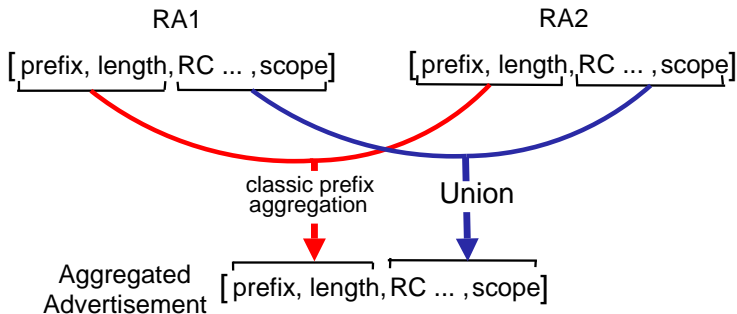 RA1 RA2
[prefix, length, RC ... , scope] [prefix, length, RC ... , scope]
classic prefix
aggregation
Union
Aggregated
Advertisement
[prefix, length, RC ... , scope]